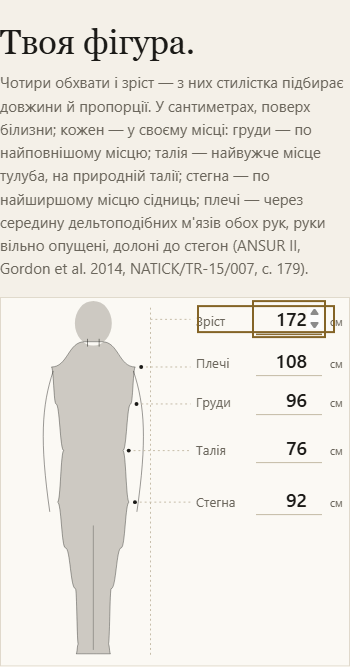 Твоя фігура.
Чотири обхвати і зріст — з них стилістка підбирає
довжини й пропорції. У сантиметрах, поверх
білизни; кожен — у своєму місці: груди — по
найповнішому місцю; талія — найвужче місце
тулуба, на природній талії; стегна — по
найширшому місцю сідниць; плечі — через
середину дельтоподібних м'язів обох рук, руки
вільно опущені, долоні до стегон (ANSUR II,
Gordon et al. 2014, NATICK/TR-15/007, с. 179).
Зріст 172 см
Плечі 108 см
Груди 96 см
Талія 76 см
Стегна 92 см